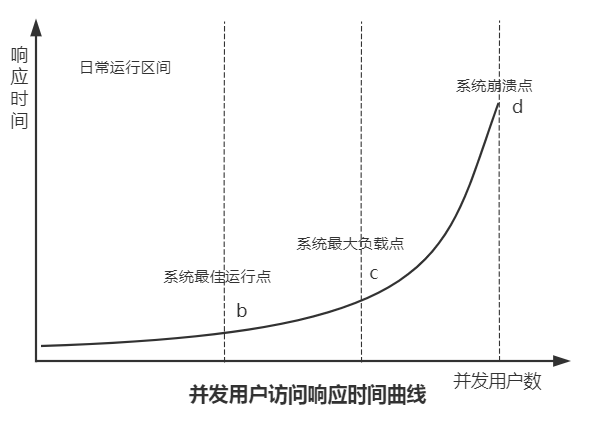 响应时间
日常运行区间
系统崩溃点
d
系统最大负载点
c
系统最佳运行点
b
并发用户数
并发用户访问响应时间曲线